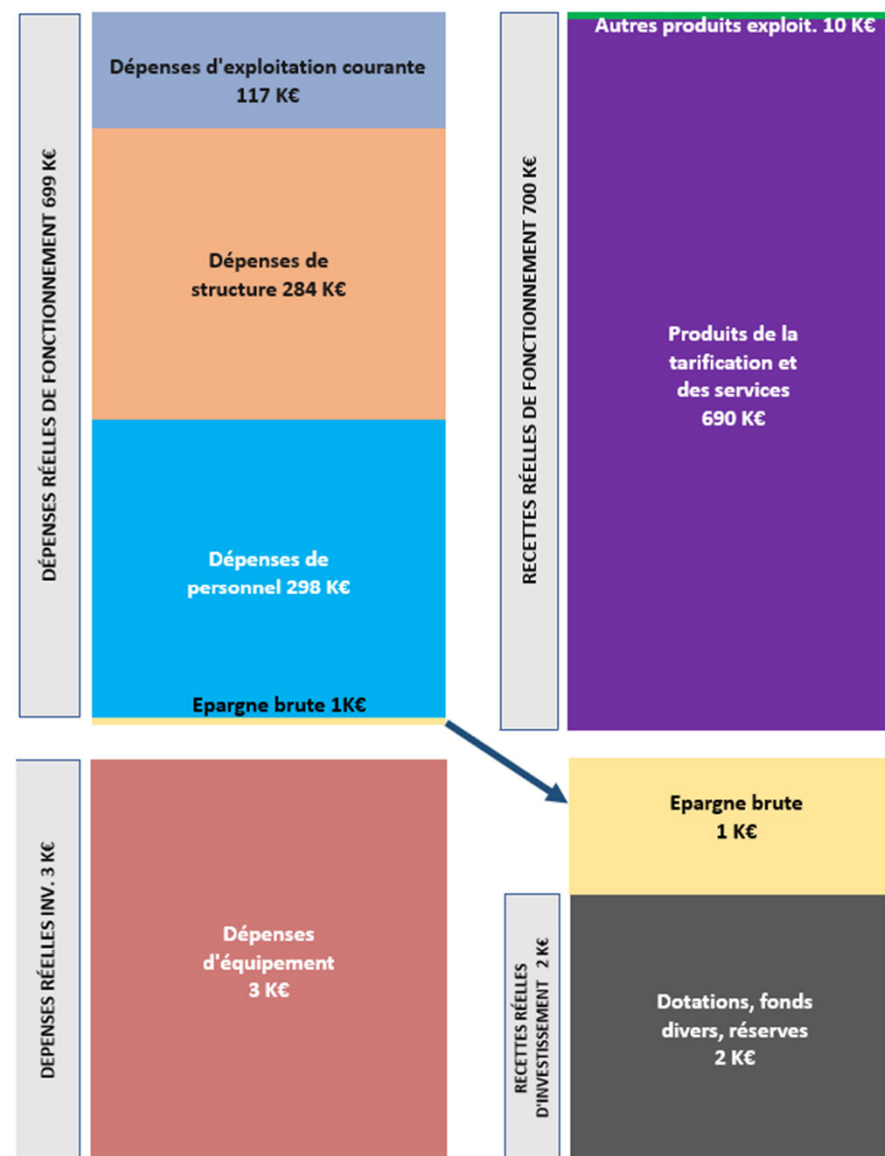 DÉPENSES RÉELLES DE FONCTIONNEMENT 699 K€
Dépenses d'exploitation courante
117 K€
Dépenses de
structure 284 K€
Dépenses de
personnel 298 K€
Epargne brute 1K€
RECETTES RÉELLES DE FONCTIONNEMENT 700 K€
Autres produits exploit. 10 K€
Produits de la
tarification et
des services
690 K€
DEPENSES RÉELLES INV. 3 K€
Dépenses
d'équipement
3 K€
Epargne brute
1 K€
RECETTES RÉELLES
D'INVESTISSEMENT 2 K€
Dotations, fonds
divers, réserves
2 K€